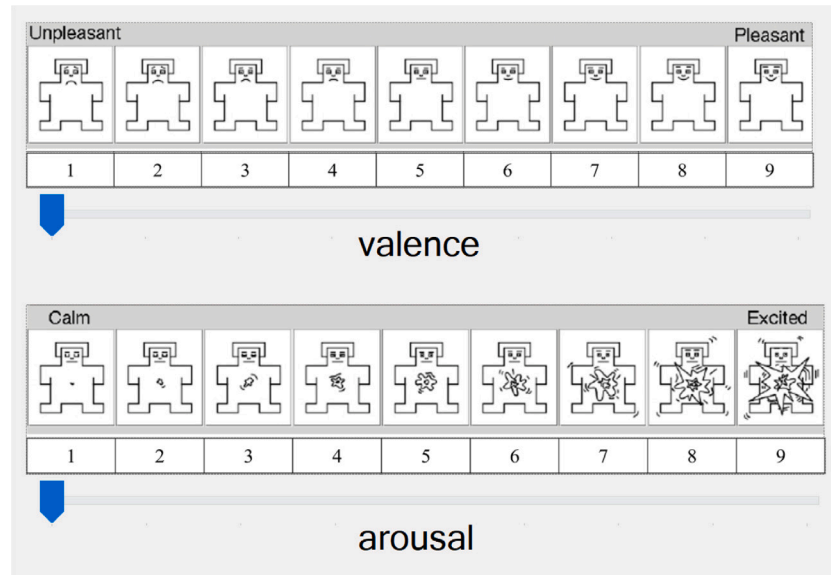 Unpleasant Pleasant
1 2 3 4 5 6 7 8 9
valence
Calm Excited
1 2 3 4 5 6 7 8 9
arousal